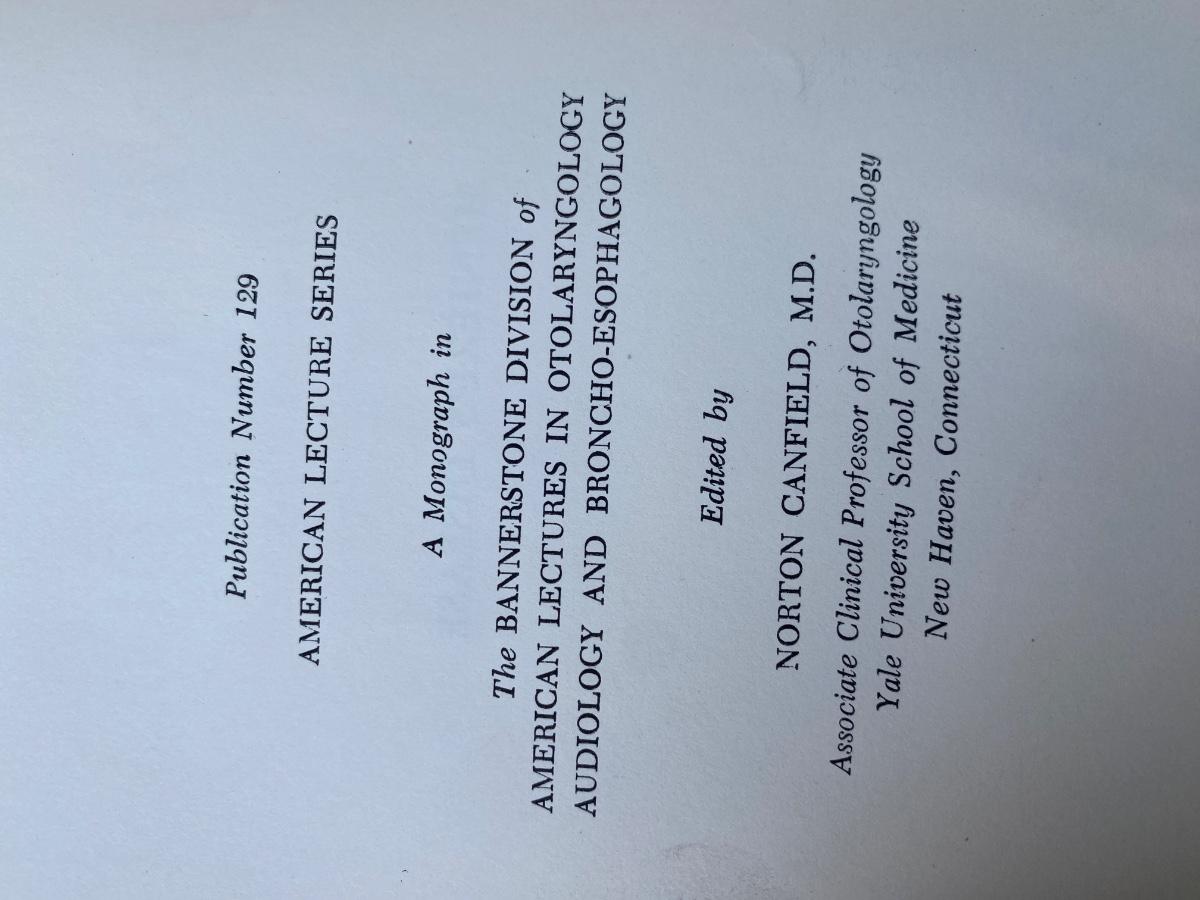 Publication Number 129
AMERICAN LECTURE SERIES
A Monograph in
The BANNERSTONE DIVISION of
AMERICAN LECTURES IN OTOLARYNGOLOGY
AUDIOLOGY AND BRONCHO-ESOPHAGOLOGY
Edited by
NORTON CANFIELD, M.D.
Associate Clinical Professor of Otolaryngology
Yale University School of Medicine
New Haven, Connecticut